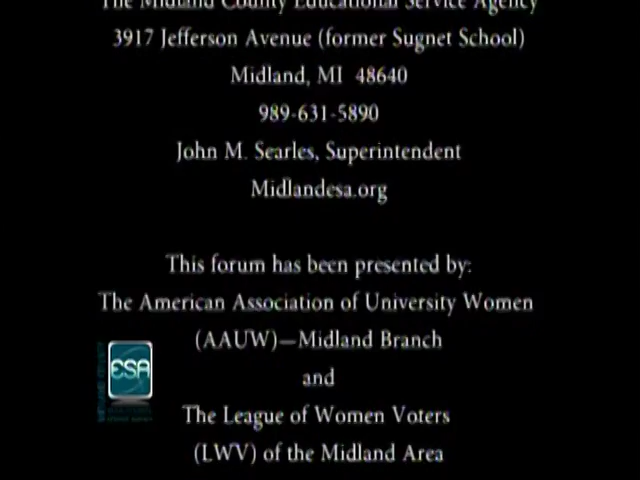 The Midland County Educational Service Agency
3917 Jefferson Avenue (former Sugnet School)
Midland, MI 48640
989-631-5890
John M. Searles, Superintendent
Midlandesa.org
This forum has been presented by:
The American Association of University Women
(AAUW)—Midland Branch
and
ESA
The League of Women Voters
(LWV) of the Midland Area